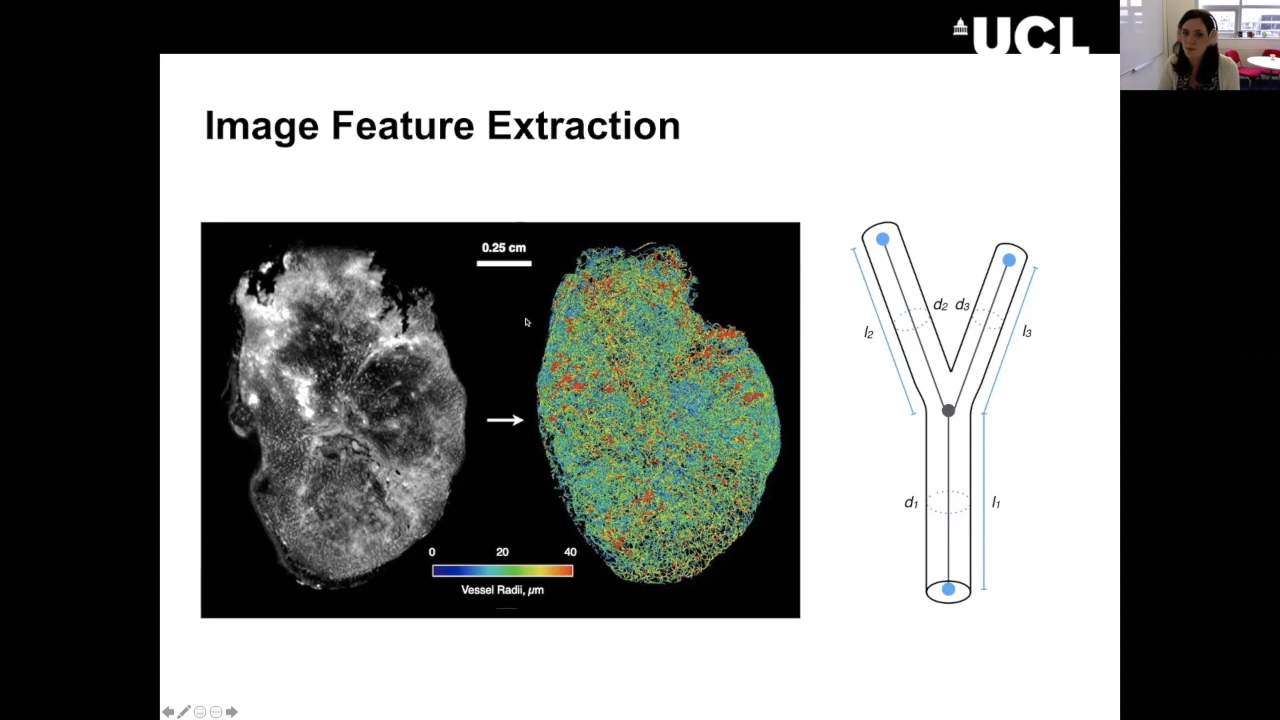 UCL
Image Feature Extraction
0.25 cm
0 20 40
Vessel Radii, μm
d2 d3
l2 l3
d1 l1